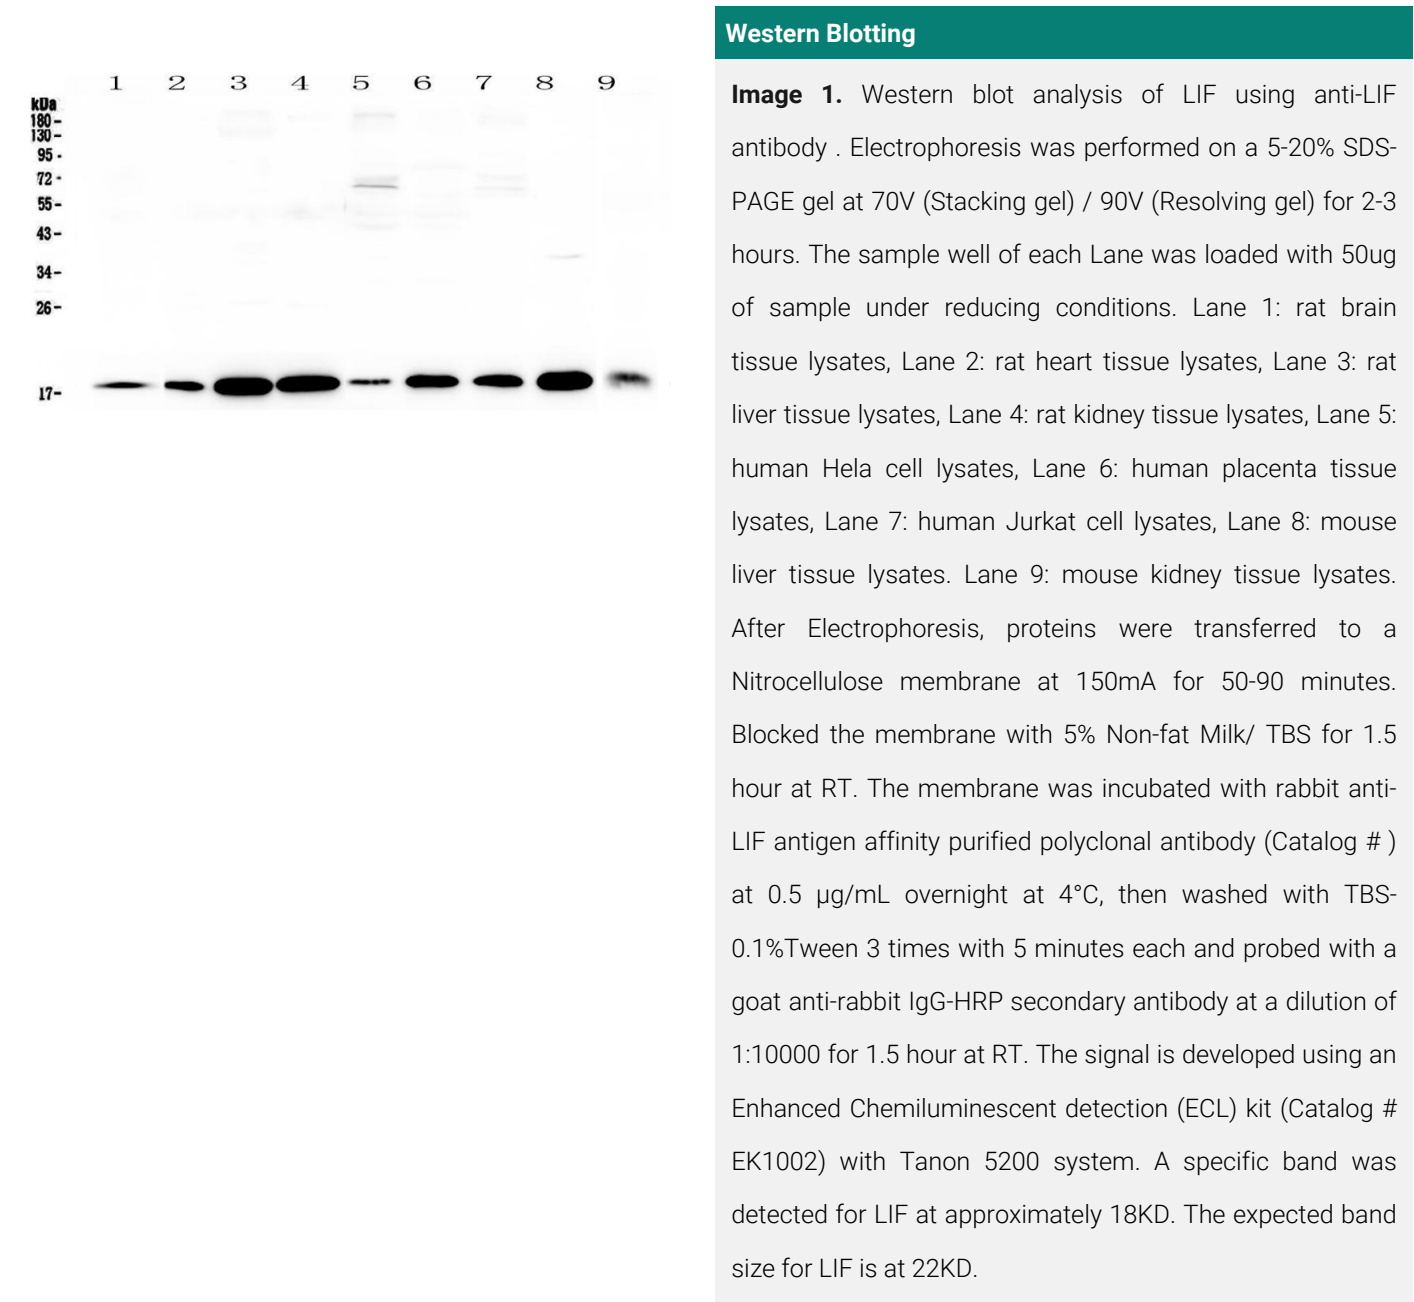 1 2 3 4 5 6 7 8 9
kDa
180-
130-
95-
72-
55-
43-
34-
26-
17-
Western Blotting
Image 1. Western blot analysis of LIF using anti-LIF
antibody . Electrophoresis was performed on a 5-20% SDS-
PAGE gel at 70V (Stacking gel) / 90V (Resolving gel) for 2-3
hours. The sample well of each Lane was loaded with 50ug
of sample under reducing conditions. Lane 1: rat brain
tissue lysates, Lane 2: rat heart tissue lysates, Lane 3: rat
liver tissue lysates, Lane 4: rat kidney tissue lysates, Lane 5:
human Hela cell lysates, Lane 6: human placenta tissue
lysates, Lane 7: human Jurkat cell lysates, Lane 8: mouse
liver tissue lysates. Lane 9: mouse kidney tissue lysates.
After Electrophoresis, proteins were transferred to a
Nitrocellulose membrane at 150mA for 50-90 minutes.
Blocked the membrane with 5% Non-fat Milk/ TBS for 1.5
hour at RT. The membrane was incubated with rabbit anti-
LIF antigen affinity purified polyclonal antibody (Catalog # )
at 0.5 μg/mL overnight at 4°C, then washed with TBS-
0.1%Tween 3 times with 5 minutes each and probed with a
goat anti-rabbit IgG-HRP secondary antibody at a dilution of
1:10000 for 1.5 hour at RT. The signal is developed using an
Enhanced Chemiluminescent detection (ECL) kit (Catalog #
EK1002) with Tanon 5200 system. A specific band was
detected for LIF at approximately 18KD. The expected band
size for LIF is at 22KD.